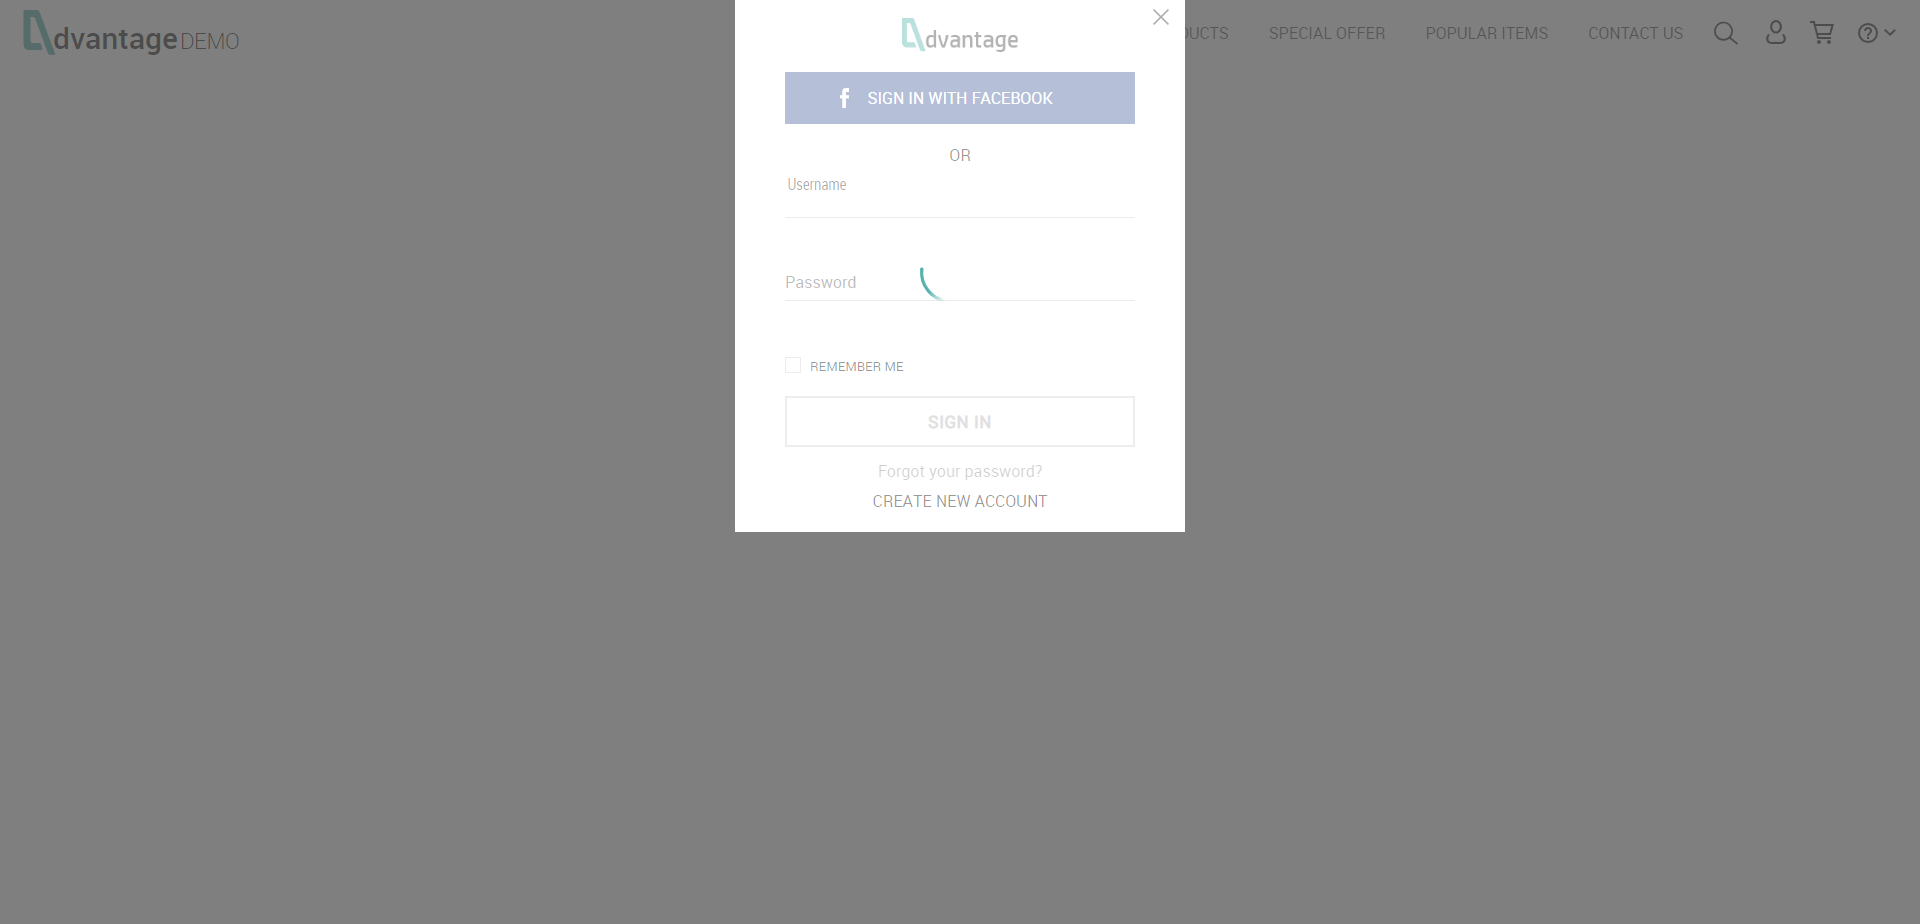 dvantage DEMO
UCTS SPECIAL OFFER POPULAR ITEMS CONTACT US
dvantage
SIGN IN WITH FACEBOOK
OR
Username
Password
REMEMBER ME
SIGN IN
Forgot your password?
CREATE NEW ACCOUNT